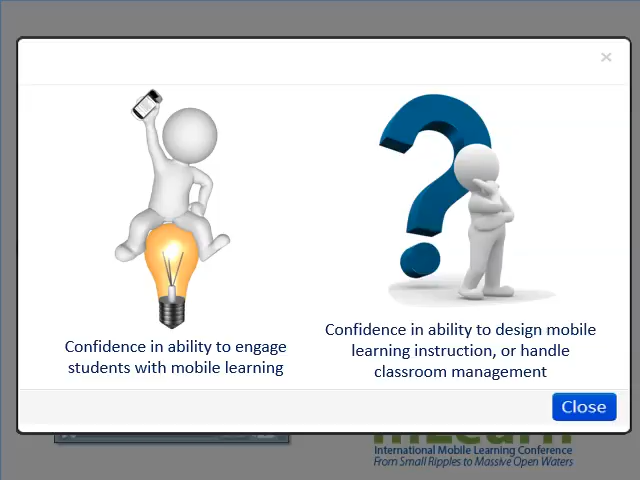 ×
Confidence in ability to engage
students with mobile learning
Confidence in ability to design mobile
learning instruction, or handle
classroom management
Close
mLearn
International Mobile Learning Conference
From Small Ripples to Massive Open Waters